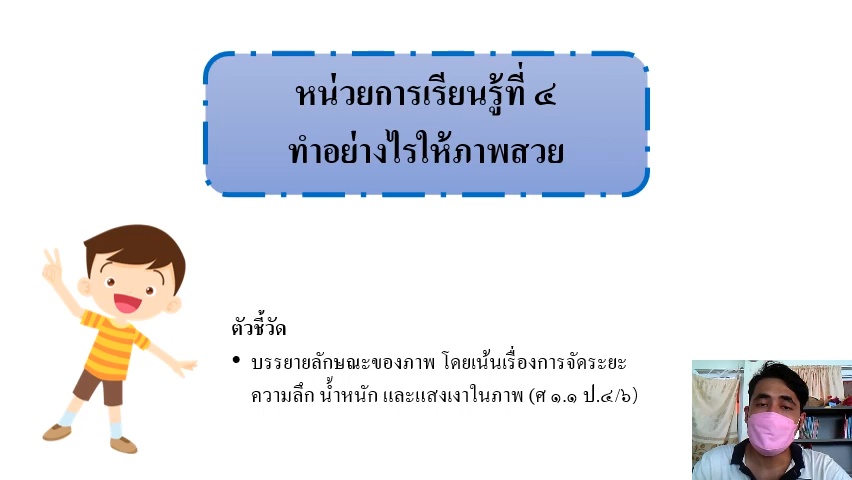 หน่วยการเรียนรู้ที่ ๔
ทำอย่างไรให้ภาพสวย
ตัวชี้วัด
• บรรยายลักษณะของภาพ โดยเน้นเรื่องการจัดระยะ
ความลึก น้ำหนัก และแสงเงาในภาพ (ศ ๑.๑ ป.๔/๖)